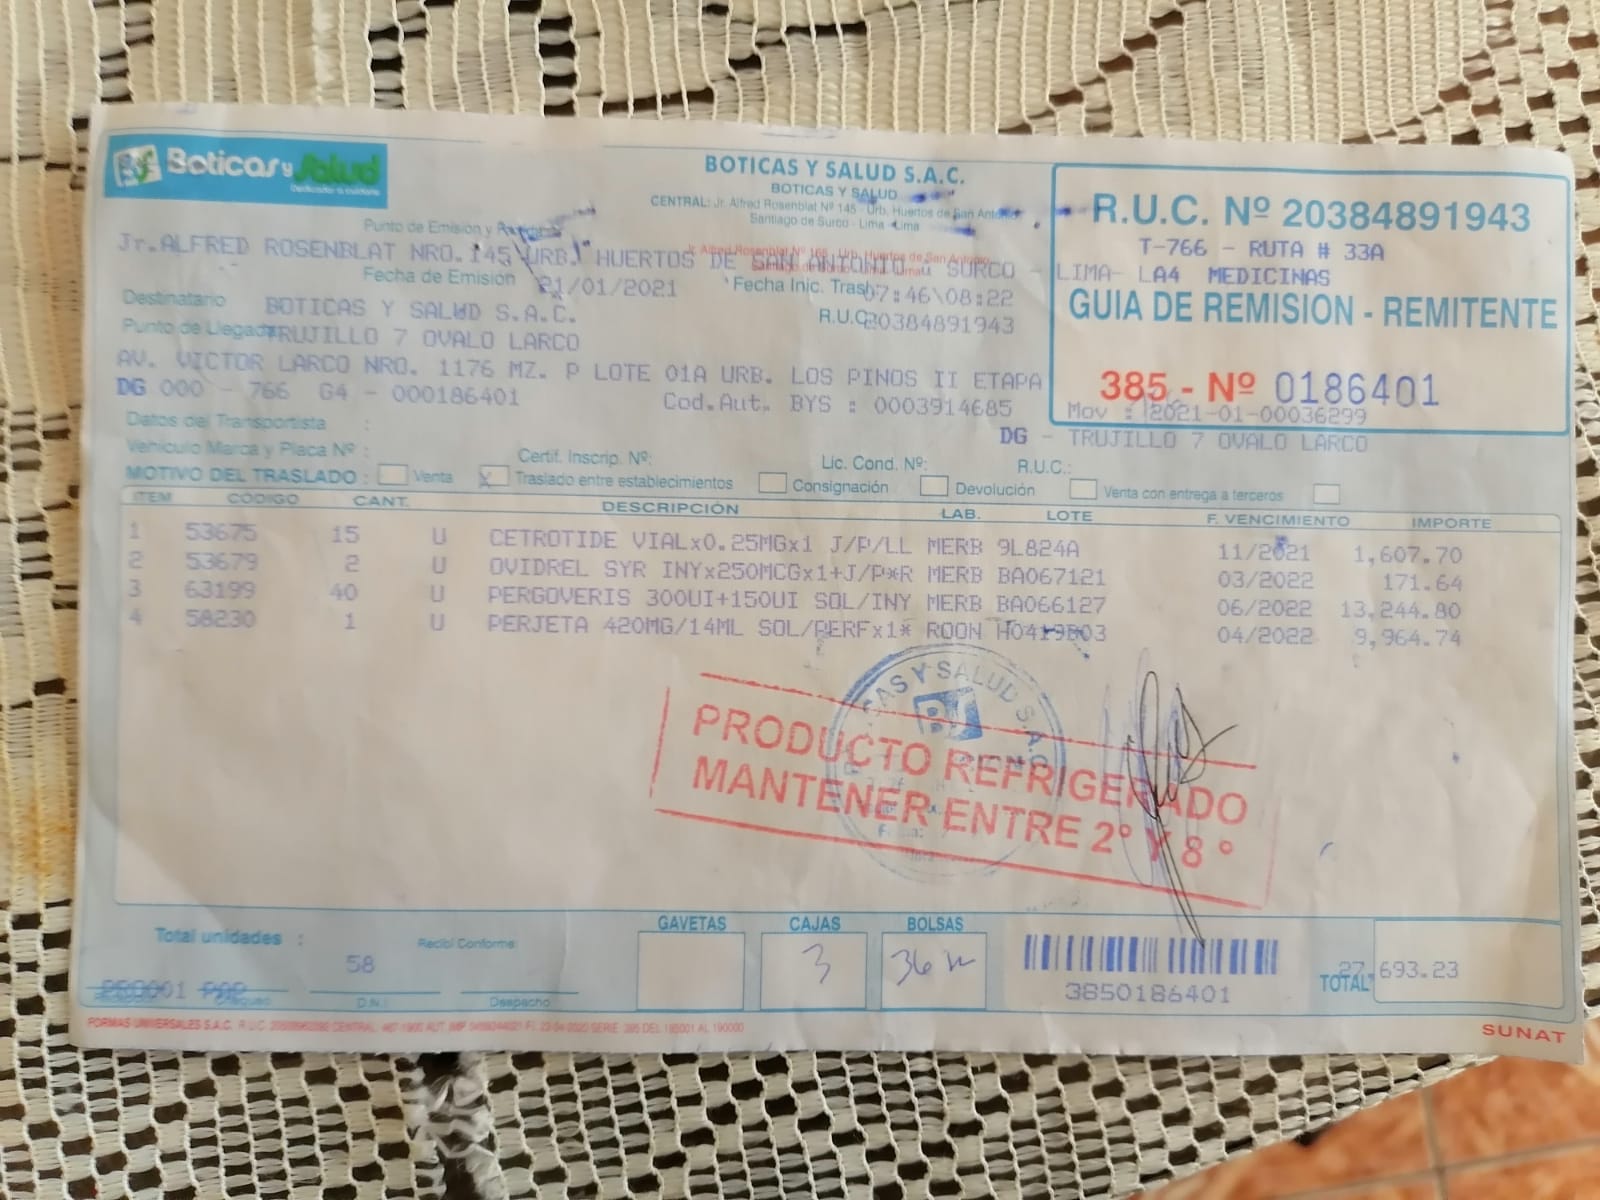 Boticas y Salud
BOTICAS Y SALUD S.A.C.
BOTICAS Y SALUD
CENTRAL: Jr. Alfred Rosenblat Nº 145 - Urb. Huertos de San Antonio
Santiago de Surco - Lima - Lima
R.U.C. Nº 20384891943
T-766 - RUTA # 33A
LIMA- LA4 MEDICINAS
GUIA DE REMISION - REMITENTE
385 - Nº 0186401
Mov : 2021-01-00036299
DG - TRUJILLO 7 OVALO LARCO
Punto de Emisión y
Jr.ALFRED ROSENBLAT NRO.145 URB. HUERTOS DE SAN ANTONIO SURCO -
Fecha de Emisión 21/01/2021 Fecha Inic. Tras 07:46\08:22
Destinatario BOTICAS Y SALUD S.A.C. R.U.C. 20384891943
Punto de Llegada TRUJILLO 7 OVALO LARCO
AV. VICTOR LARCO NRO. 1176 MZ. P LOTE 01A URB. LOS PINOS II ETAPA
DG 000 - 766 G4 - 000186401 Cod.Aut. BYS : 0003914685
Datos del Transportista :
Vehículo Marca y Placa Nº : Certif. Inscrip. Nº: Lic. Cond. Nº: R.U.C.:
MOTIVO DEL TRASLADO : Venta x Traslado entre establecimientos Consignación Devolución Venta con entrega a terceros
ITEM CÓDIGO CANT. DESCRIPCIÓN LAB. LOTE F. VENCIMIENTO IMPORTE
1 53675 15 U CETROTIDE VIALx0.25MGx1 J/P/LL MERB 9L824A 11/2021 1,607.70
2 53679 2 U OVIDREL SYR INYx250MCGx1+J/P*R MERB BA067121 03/2022 171.64
3 63199 40 U PERGOVERIS 300UI+150UI SOL/INY MERB BA066127 06/2022 13,244.80
4 58230 1 U PERJETA 420MG/14ML SOL/PERFx1* ROON H0419B03 04/2022 9,964.74
BOTICAS Y SALUD S.A.C.
PRODUCTO REFRIGERADO
MANTENER ENTRE 2° Y 8°
Total unidades : 58
Recibí Conforme:
D.N.I. Despacho
GAVETAS CAJAS BOLSAS
3 36
3850186401
TOTAL 27,693.23
FORMAS UNIVERSALES S.A.C.
SUNAT